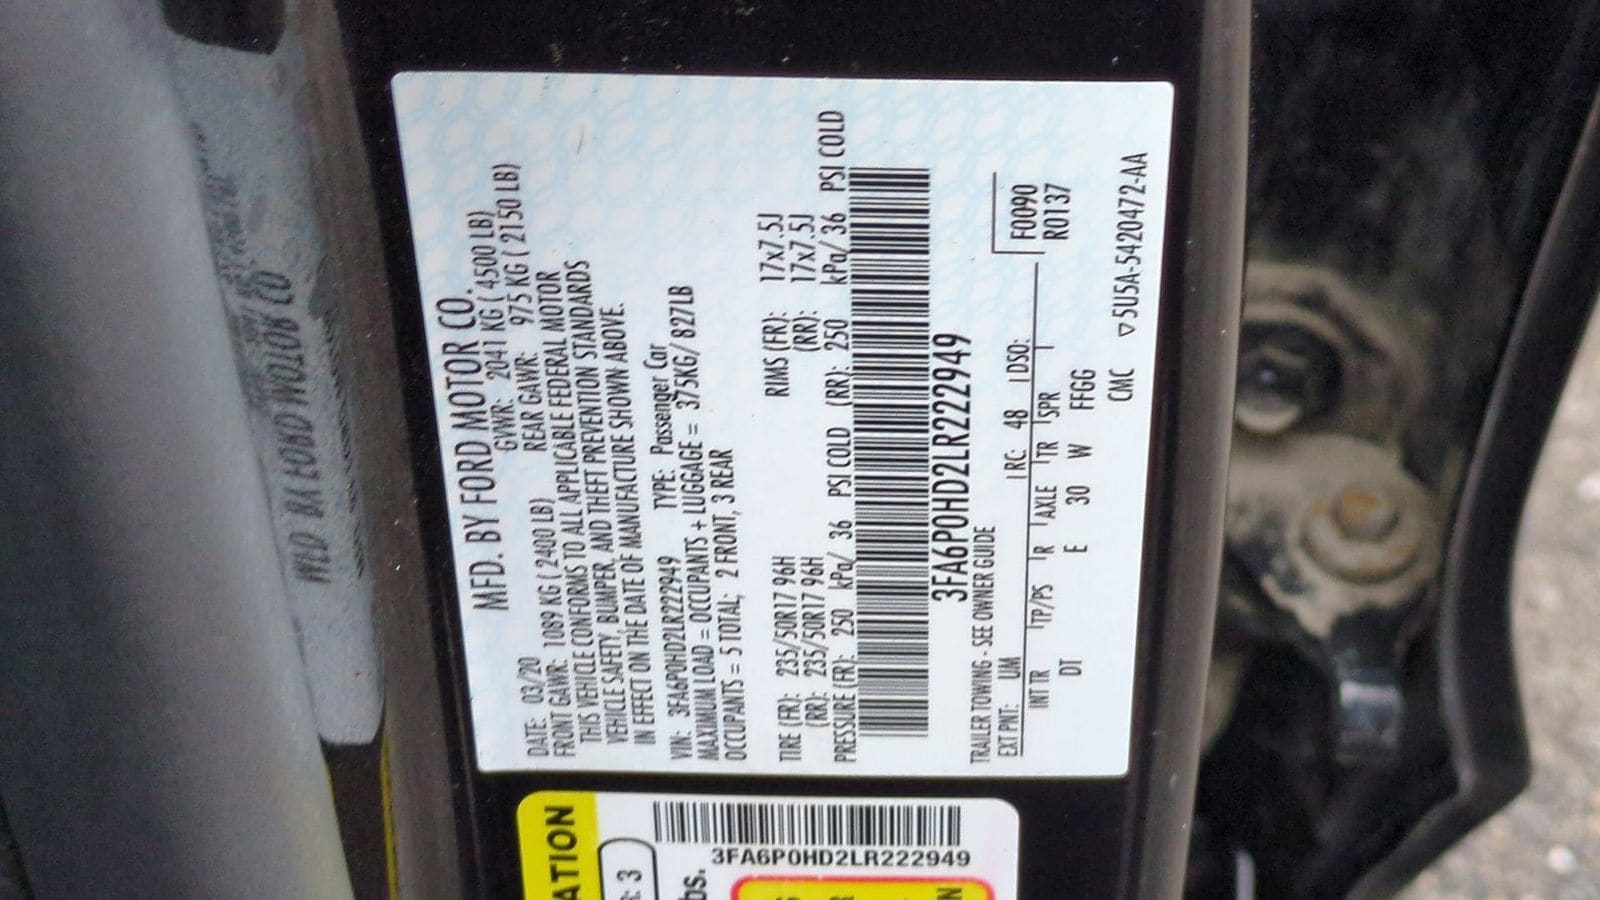 MFD. BY FORD MOTOR CO.
DATE: 03/20 GVWR: 2041 KG ( 4500 LB)
FRONT GAWR: 1089 KG ( 2400 LB) REAR GAWR: 975 KG ( 2150 LB)
THIS VEHICLE CONFORMS TO ALL APPLICABLE FEDERAL MOTOR
VEHICLE SAFETY, BUMPER, AND THEFT PREVENTION STANDARDS
IN EFFECT ON THE DATE OF MANUFACTURE SHOWN ABOVE.
VIN: 3FA6P0HD2LR222949 TYPE: Passenger Car
MAXIMUM LOAD = OCCUPANTS + LUGGAGE = 375KG/ 827LB
OCCUPANTS = 5 TOTAL; 2 FRONT, 3 REAR
TIRE (FR): 235/50R17 96H RIMS (FR): 17x7.5J
(RR): 235/50R17 96H (RR): 17x7.5J
PRESSURE (FR): 250 kPa/ 36 PSI COLD (RR): 250 kPa/ 36 PSI COLD
3FA6P0HD2LR222949
TRAILER TOWING - SEE OWNER GUIDE
EXT PNT: UM RC: 48 DSO: F0090
INT TR TP/PS R AXLE TR SPR R0137
DT E 30 W FFGG
CMC ▽5U5A-5420472-AA
3FA6P0HD2LR222949